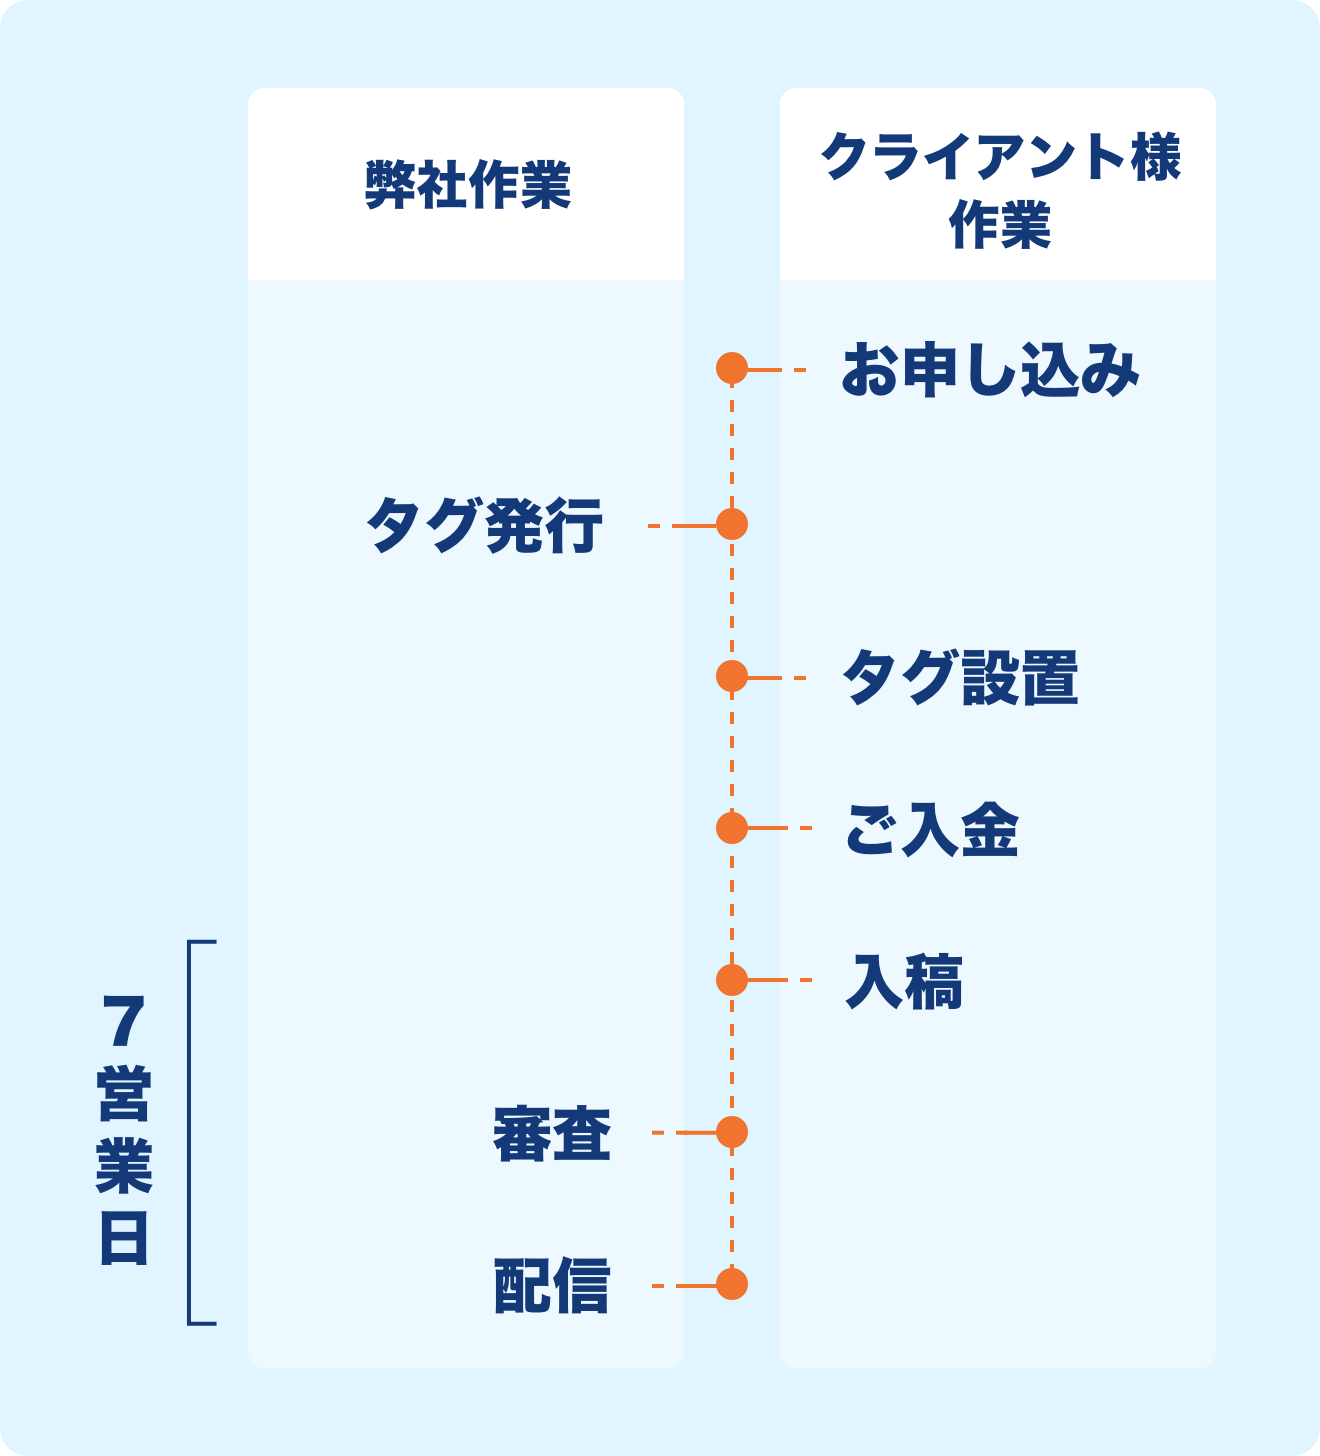 弊社作業
クライアント様
作業
お申し込み
タグ発行
タグ設置
ご入金
入稿
審査
配信
7営業日